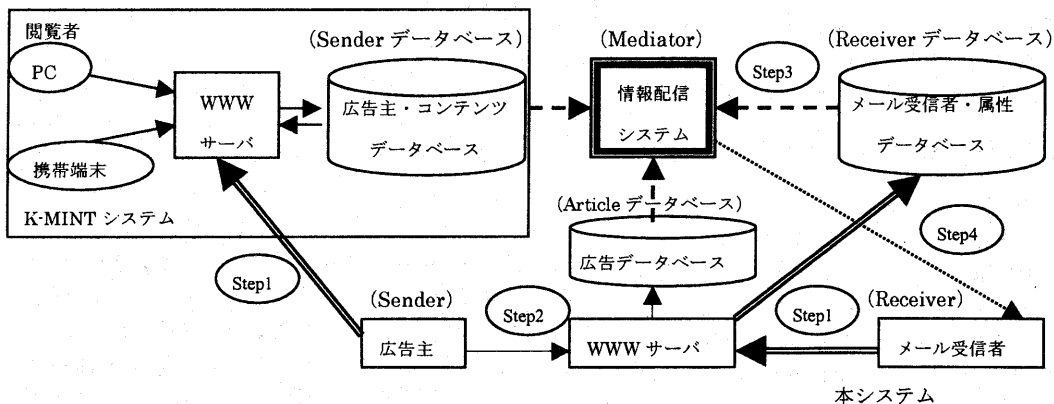 閲覧者
PC
携帯端末
K-MINT システム
WWW
サーバ
(Sender データベース)
広告主・コンテンツ
データベース
(Mediator)
情報配信
システム
Step3
(Receiver データベース)
メール受信者・属性
データベース
(Article データベース)
広告データベース
Step4
Step1
(Sender)
広告主
Step2
WWW サーバ
Step1
(Receiver)
メール受信者
本システム